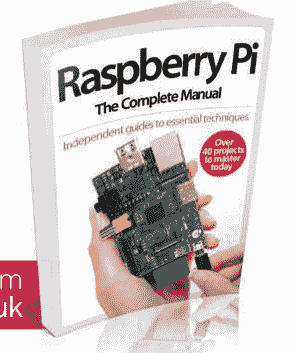 Raspberry Pi
The Complete Manual
Independent guides to essential techniques
Over
40 projects
to master
today
m
uk